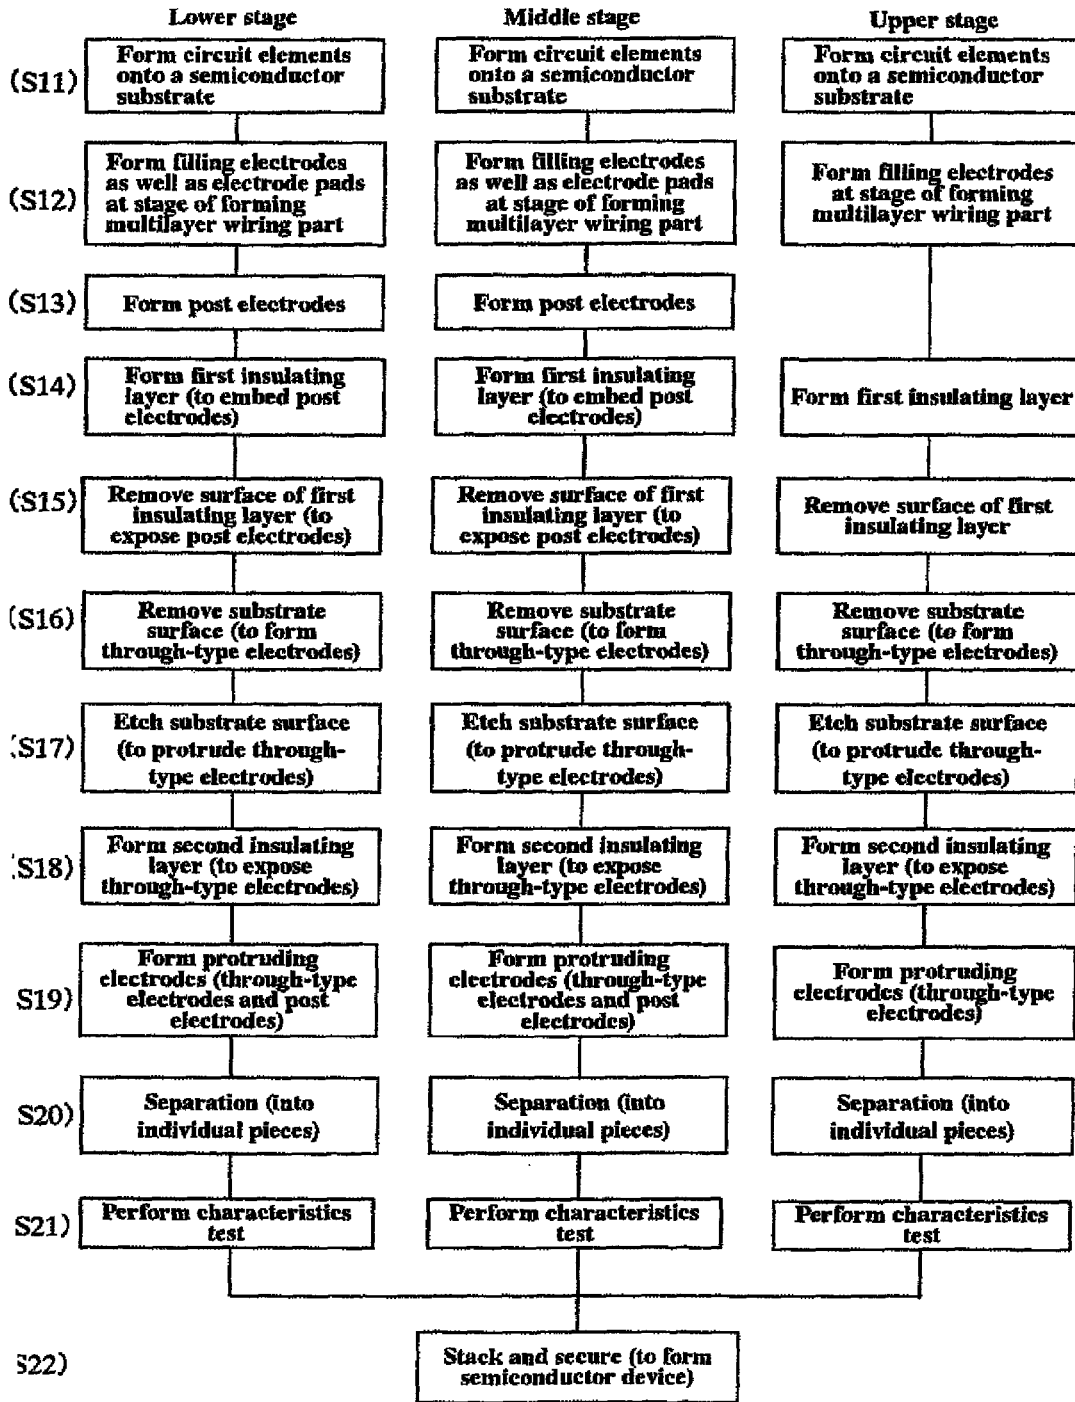 Lower stage
Middle stage
Upper stage
(S11)
Form circuit elements
onto a semiconductor
substrate
Form circuit elements
onto a semiconductor
substrate
Form circuit elements
onto a semiconductor
substrate
(S12)
Form filling electrodes
as well as electrode pads
at stage of forming
multilayer wiring part
Form filling electrodes
as well as electrode pads
at stage of forming
multilayer wiring part
Form filling electrodes
at stage of forming
multilayer wiring part
(S13)
Form post electrodes
Form post electrodes
(S14)
Form first insulating
layer (to embed post
electrodes)
Form first insulating
layer (to embed post
electrodes)
Form first insulating layer
(S15)
Remove surface of first
insulating layer (to
expose post electrodes)
Remove surface of first
insulating layer (to
expose post electrodes)
Remove surface of first
insulating layer
(S16)
Remove substrate
surface (to form
through-type electrodes)
Remove substrate
surface (to form
through-type electrodes)
Remove substrate
surface (to form
through-type electrodes)
(S17)
Etch substrate surface
(to protrude through-
type electrodes)
Etch substrate surface
(to protrude through-
type electrodes)
Etch substrate surface
(to protrude through-
type electrodes)
(S18)
Form second insulating
layer (to expose
through-type electrodes)
Form second insulating
layer (to expose
through-type electrodes)
Form second insulating
layer (to expose
through-type electrodes)
S19)
Form protruding
electrodes (through-type
electrodes and post
electrodes)
Form protruding
electrodes (through-type
electrodes and post
electrodes)
Form protruding
electrodes (through-type
electrodes)
S20)
Separation (into
individual pieces)
Separation (into
individual pieces)
Separation (into
individual pieces)
S21)
Perform characteristics
test
Perform characteristics
test
Perform characteristics
test
S22)
Stack and secure (to form
semiconductor device)